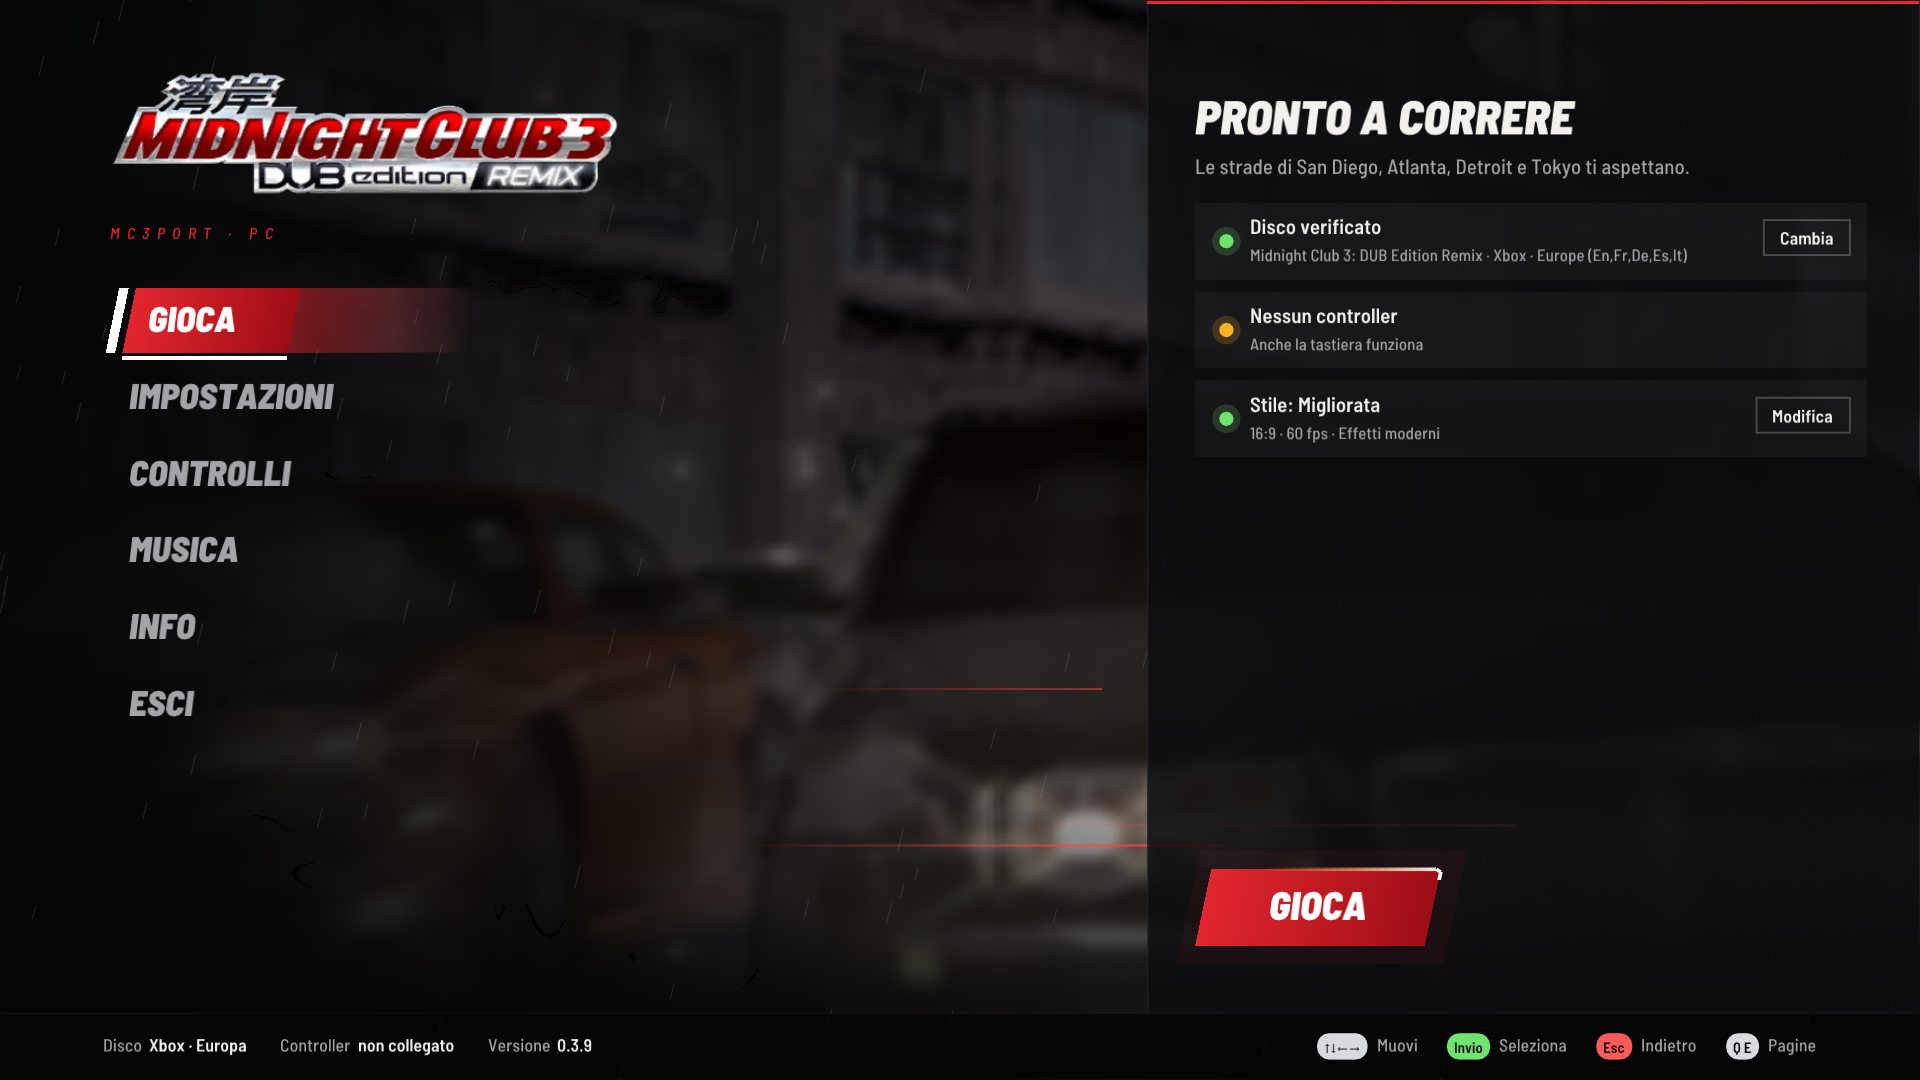 湾岸
MIDNIGHT CLUB 3
DUB edition REMIX
MC3PORT · PC
GIOCA
IMPOSTAZIONI
CONTROLLI
MUSICA
INFO
ESCI
PRONTO A CORRERE
Le strade di San Diego, Atlanta, Detroit e Tokyo ti aspettano.
Disco verificato
Midnight Club 3: DUB Edition Remix · Xbox · Europe (En,Fr,De,Es,It)
Cambia
Nessun controller
Anche la tastiera funziona
Stile: Migliorata
16:9 · 60 fps · Effetti moderni
Modifica
GIOCA
Disco Xbox · Europa Controller non collegato Versione 0.3.9
↑↓←→ Muovi Invio Seleziona Esc Indietro Q E Pagine